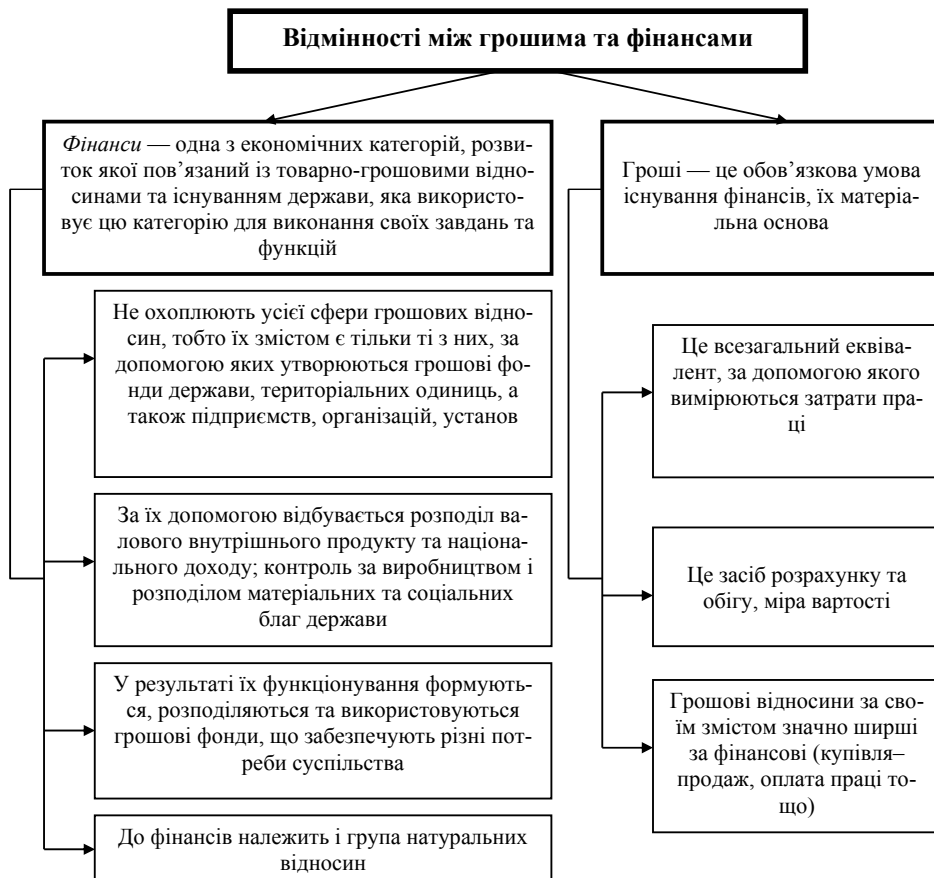 Відмінності між грошима та фінансами
Фінанси — одна з економічних категорій, розви-
ток якої пов’язаний із товарно-грошовими відно-
синами та існуванням держави, яка використо-
вує цю категорію для виконання своїх завдань та
функцій
Не охоплюють усієї сфери грошових відно-
син, тобто їх змістом є тільки ті з них, за
допомогою яких утворюються грошові фо-
нди держави, територіальних одиниць, а
також підприємств, організацій, установ
За їх допомогою відбувається розподіл ва-
лового внутрішнього продукту та націона-
льного доходу; контроль за виробництвом і
розподілом матеріальних та соціальних
благ держави
У результаті їх функціонування формують-
ся, розподіляються та використовуються
грошові фонди, що забезпечують різні пот-
реби суспільства
До фінансів належить і група натуральних
відносин
Гроші — це обов’язкова умова
існування фінансів, їх матеріа-
льна основа
Це всезагальний еквіва-
лент, за допомогою якого
вимірюються затрати пра-
ці
Це засіб розрахунку та
обігу, міра вартості
Грошові відносини за сво-
їм змістом значно ширші
за фінансові (купівля–
продаж, оплата праці то-
що)